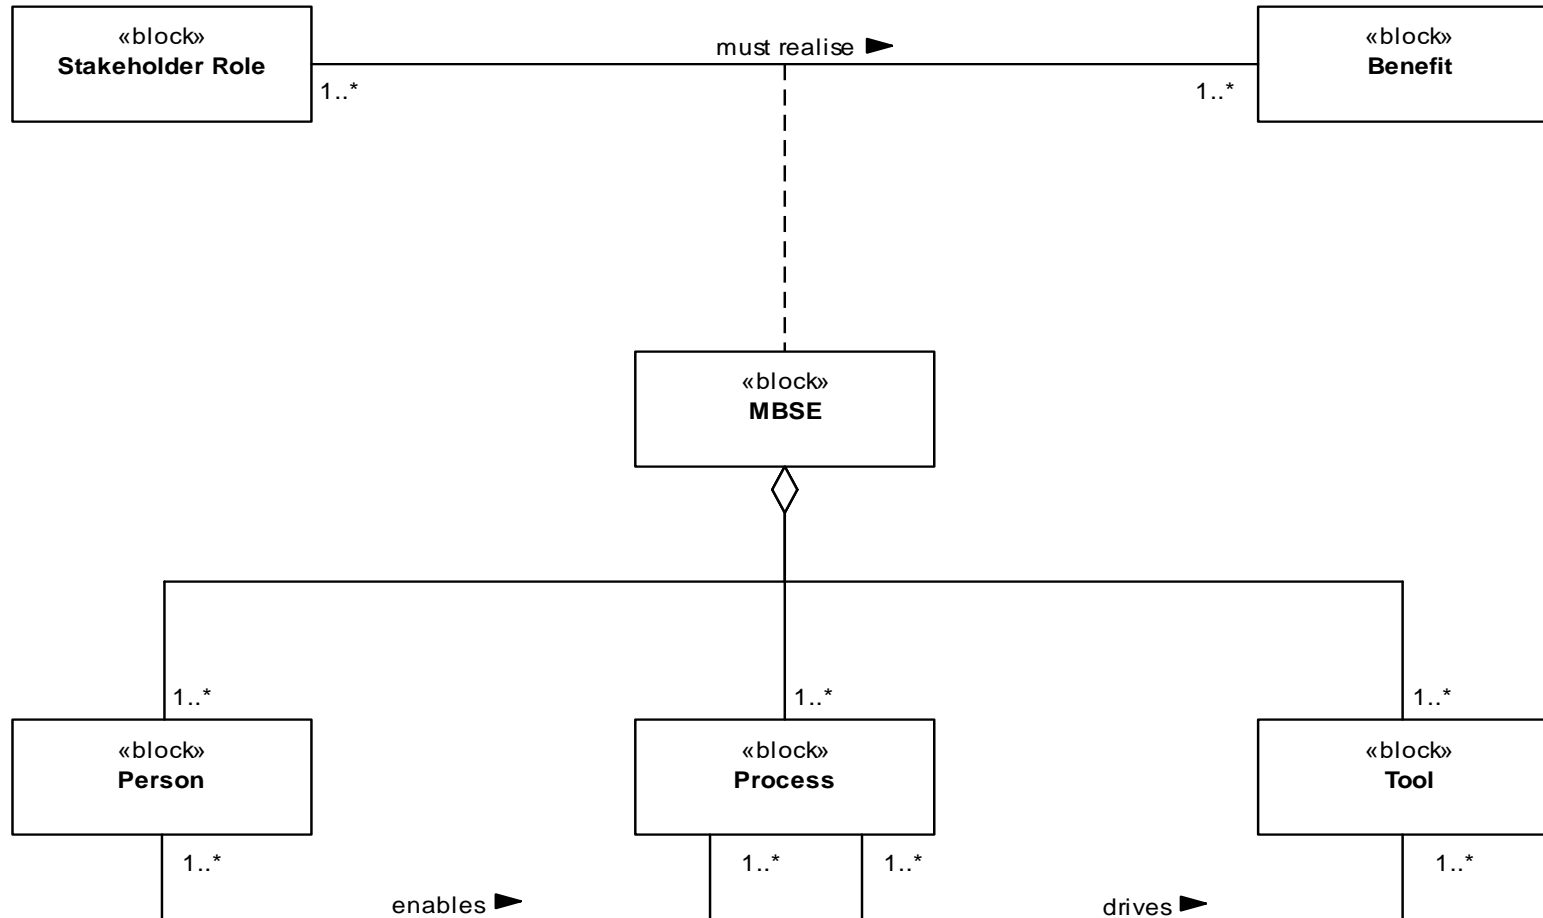 «block»
Stakeholder Role
must realise
«block»
Benefit
1..*
1..*
«block»
MBSE
1..*
1..*
1..*
«block»
Person
«block»
Process
«block»
Tool
1..*
1..*
1..*
1..*
enables
drives